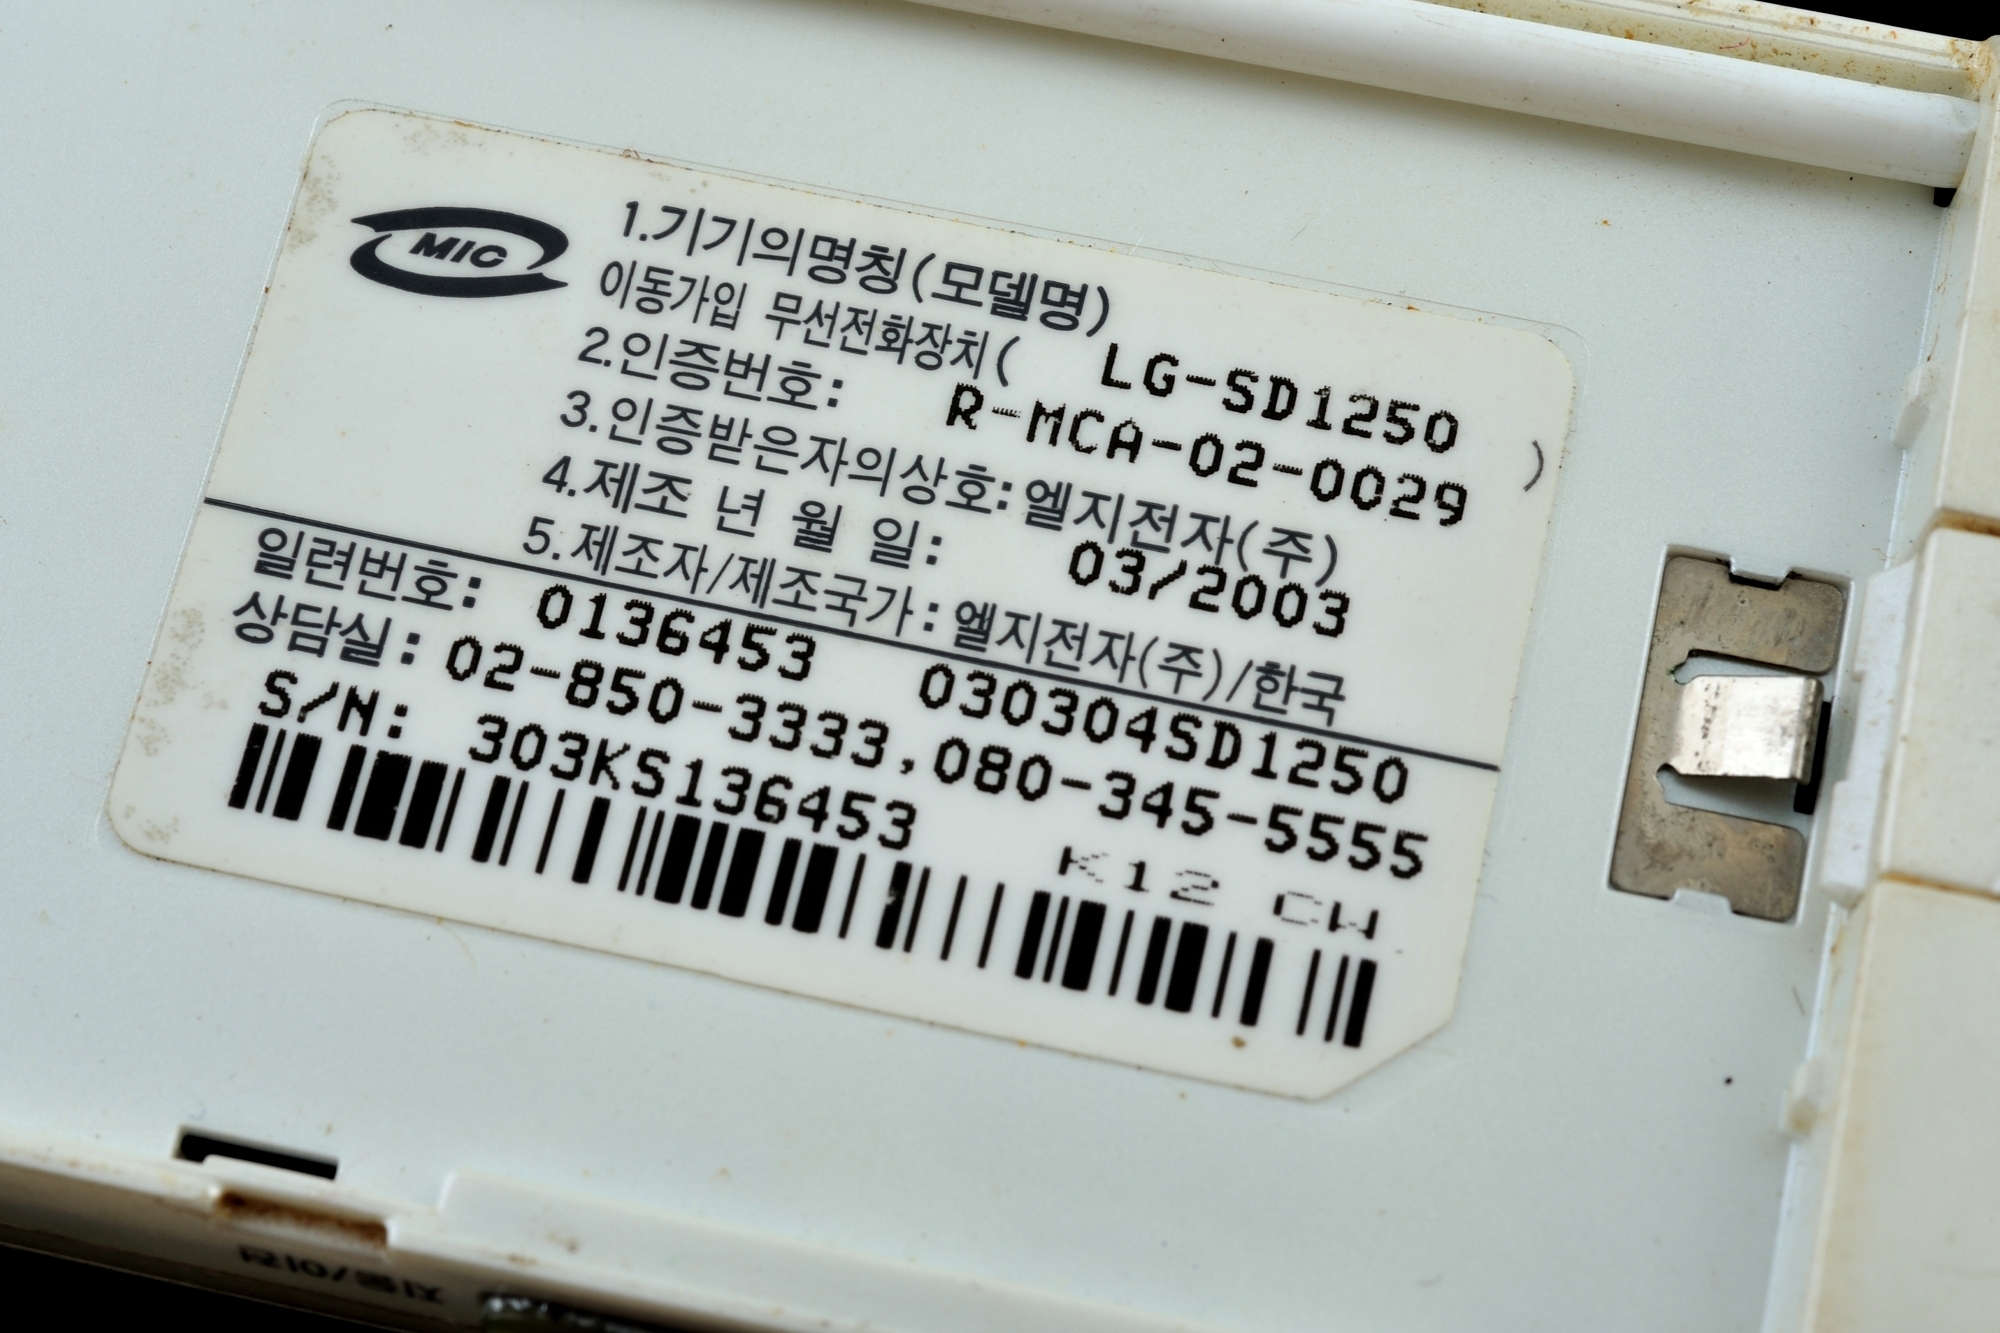 MIC
1.기기의명칭(모델명)
이동가입 무선전화장치( LG-SD1250 )
2.인증번호: R-MCA-02-0029
3.인증받은자의상호:엘지전자(주)
4.제조 년 월 일: 03/2003
5.제조자/제조국가:엘지전자(주)/한국
일련번호: 0136453 030304SD1250
상담실: 02-850-3333,080-345-5555
S/N: 303KS136453
K12 CW